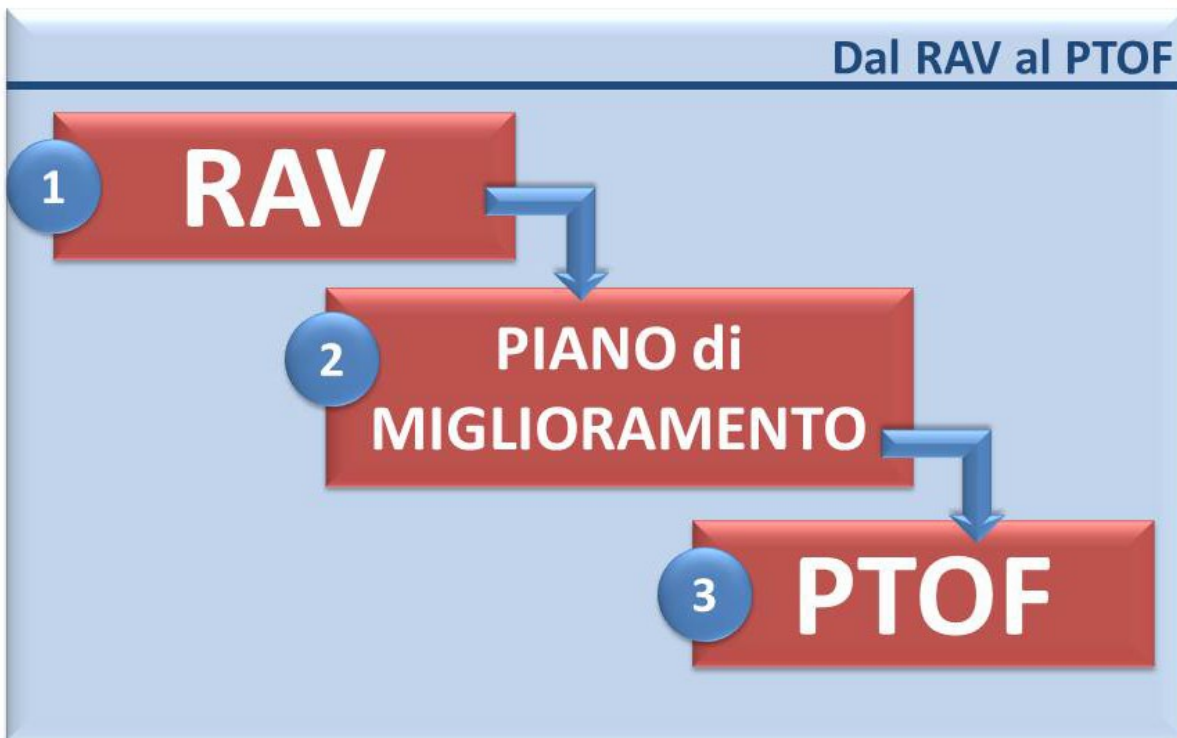 Dal RAV al PTOF
1
RAV
2
PIANO di
MIGLIORAMENTO
3
PTOF